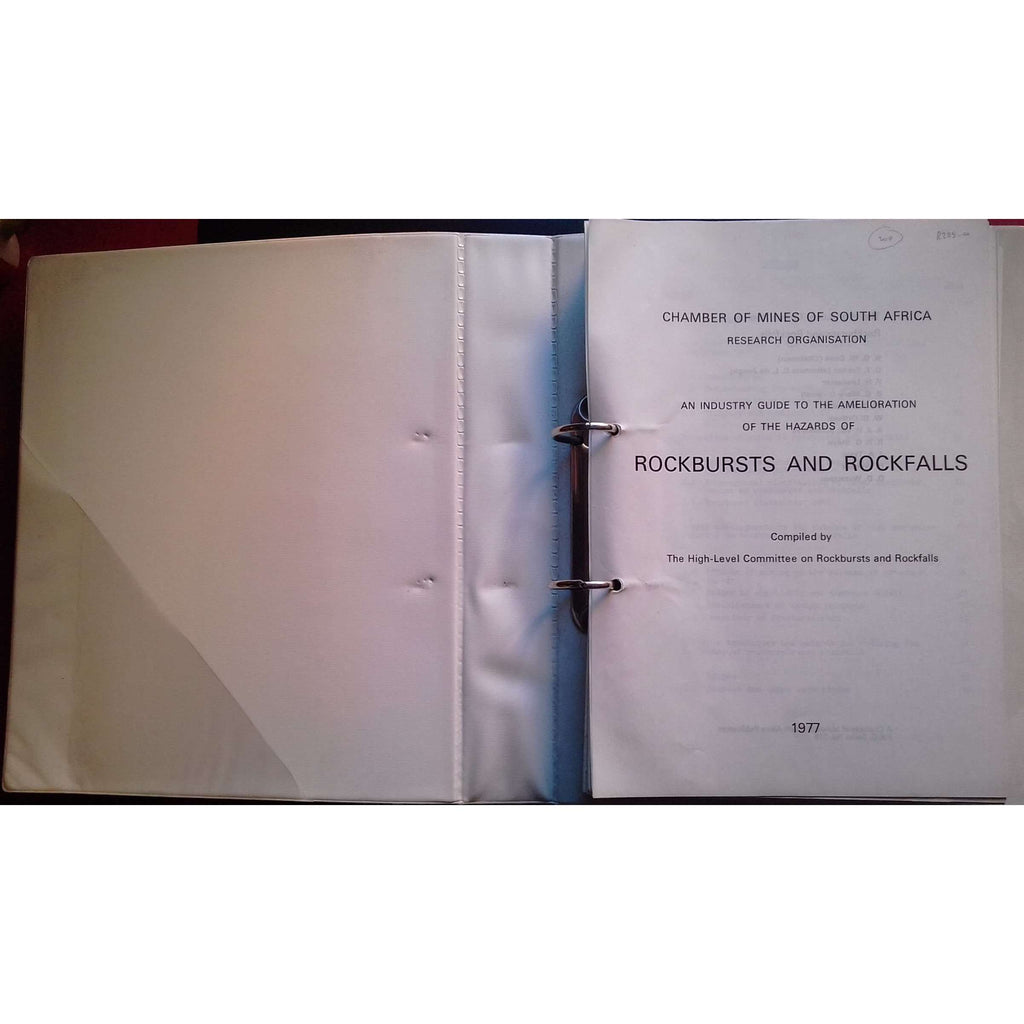 CHAMBER OF MINES OF SOUTH AFRICA
RESEARCH ORGANISATION
AN INDUSTRY GUIDE TO THE AMELIORATION
OF THE HAZARDS OF
ROCKBURSTS AND ROCKFALLS
Compiled by
The High-Level Committee on Rockbursts and Rockfalls
1977